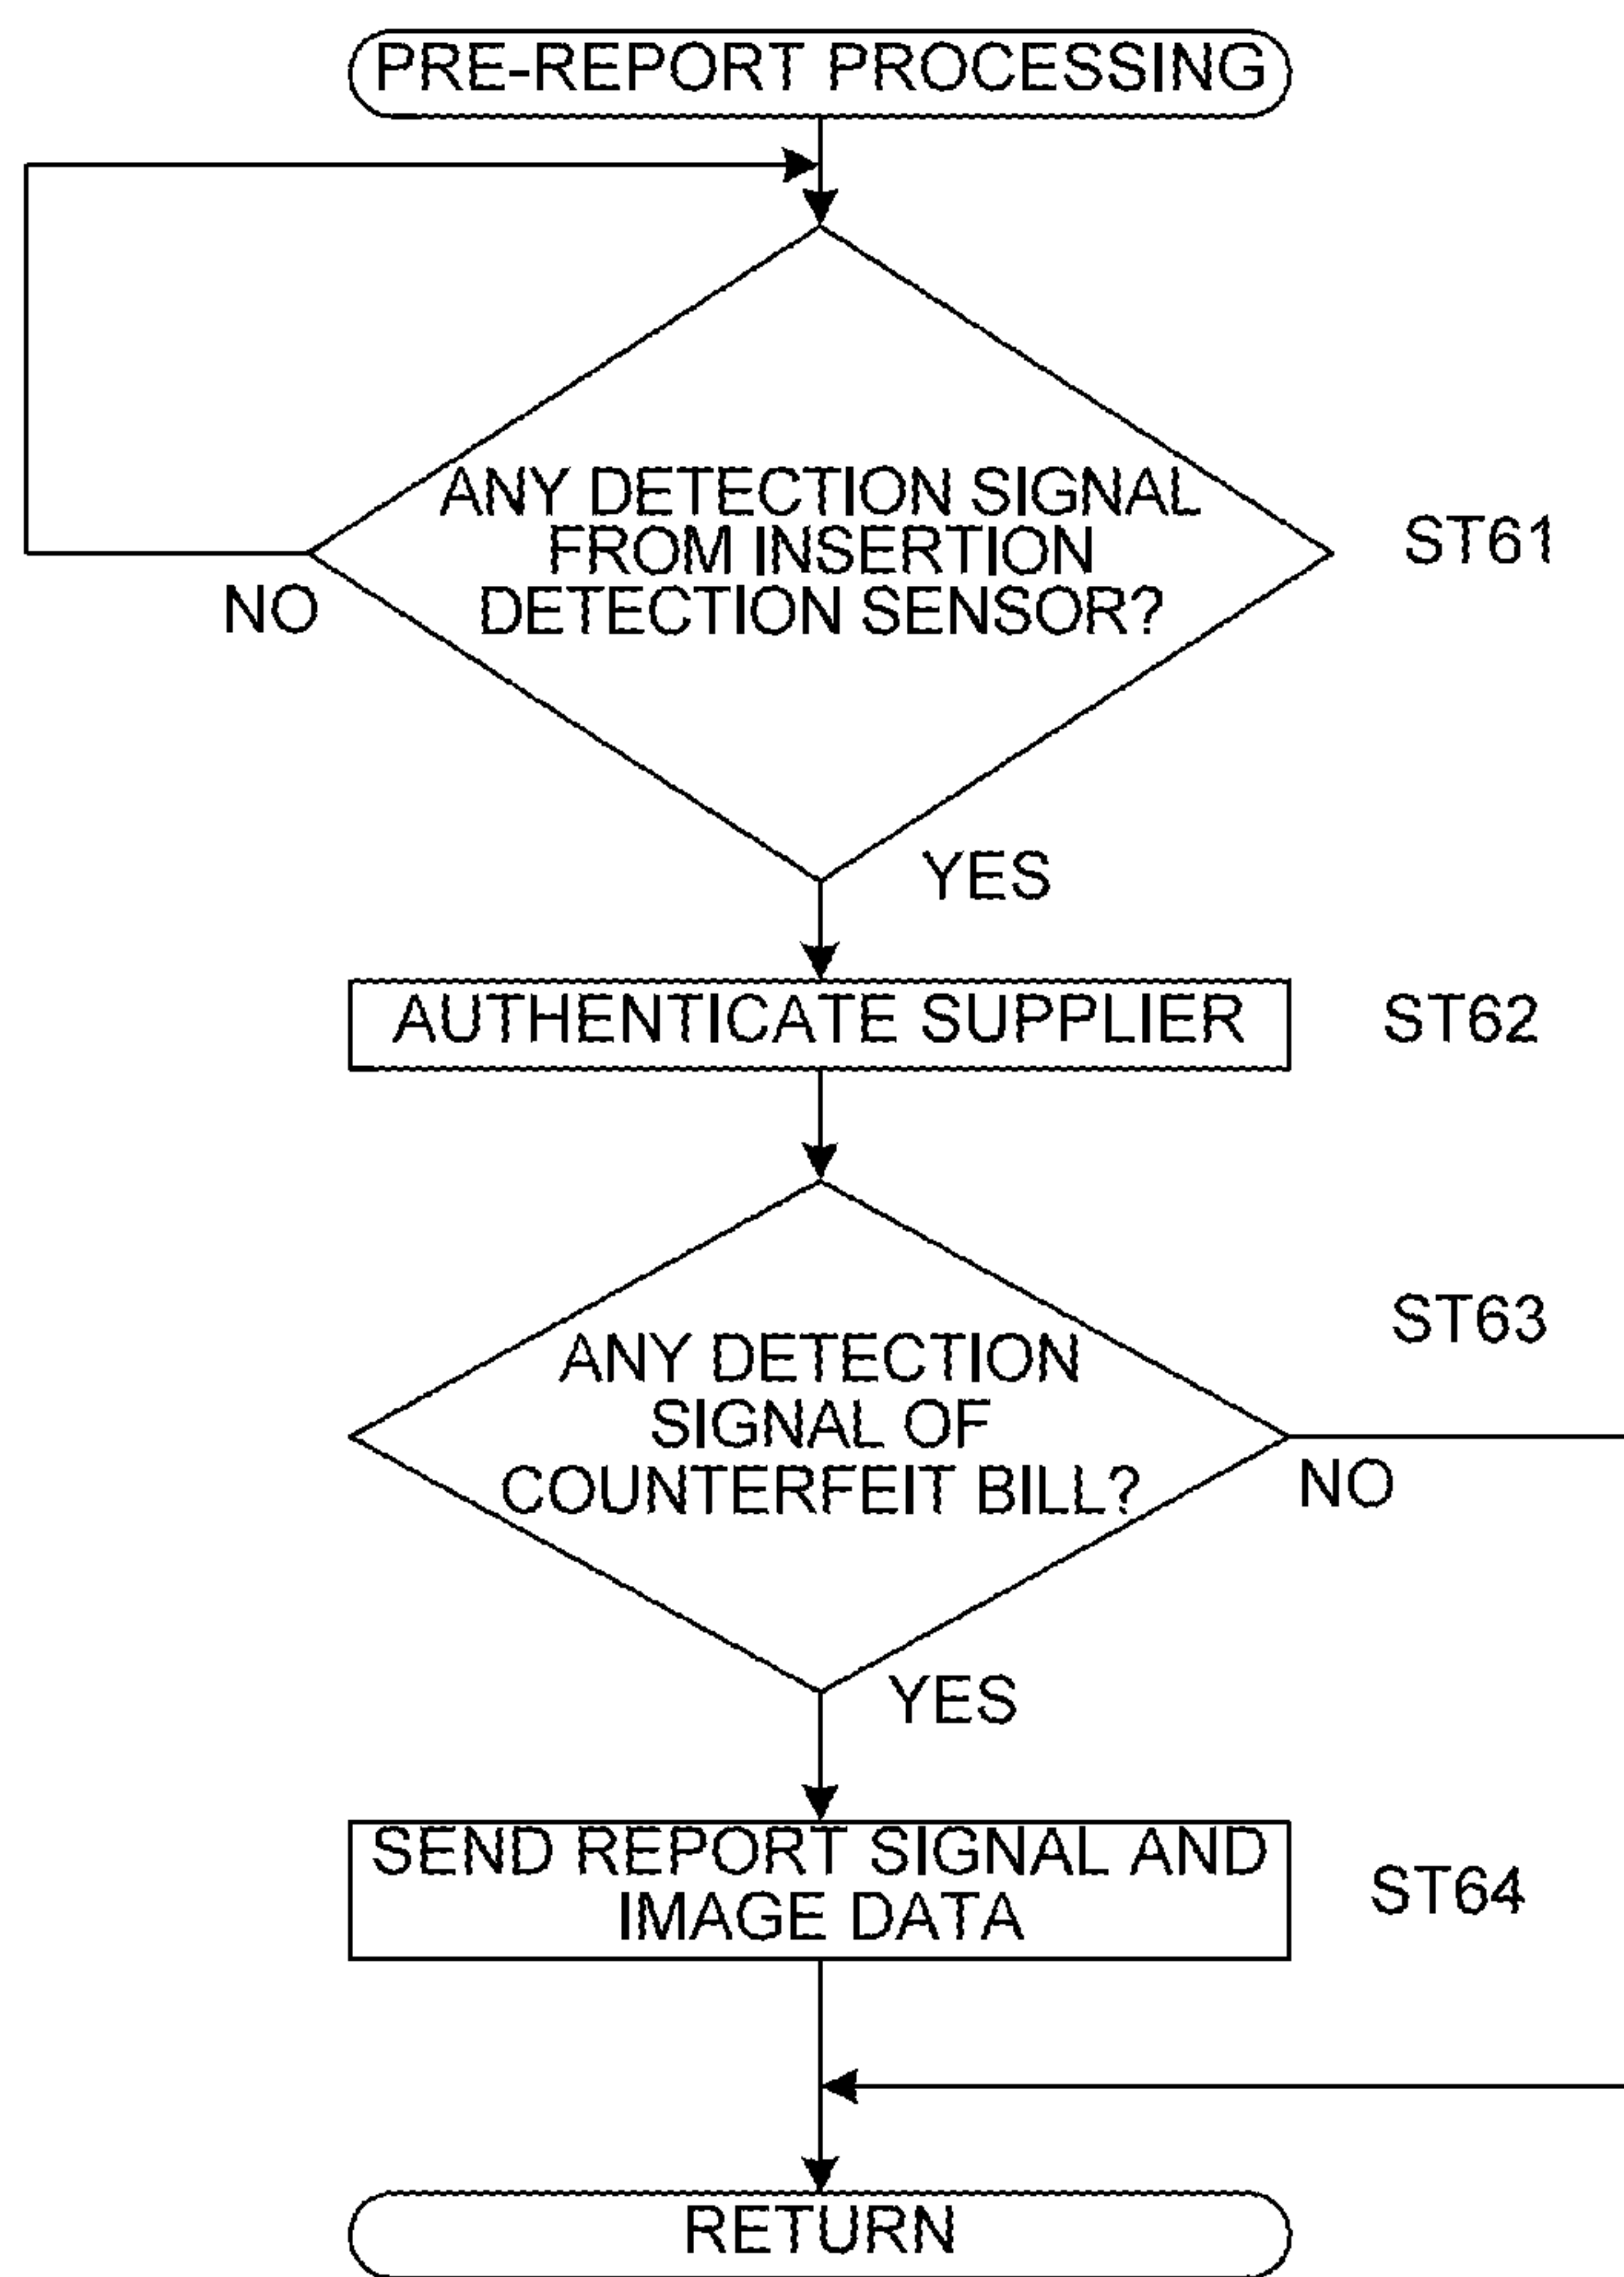 PRE-REPORT PROCESSING
ANY DETECTION SIGNAL
FROM INSERTION
DETECTION SENSOR?
ST61
NO
YES
AUTHENTICATE SUPPLIER
ST62
ST63
ANY DETECTION
SIGNAL OF
COUNTERFEIT BILL?
NO
YES
SEND REPORT SIGNAL AND
IMAGE DATA
ST64
RETURN